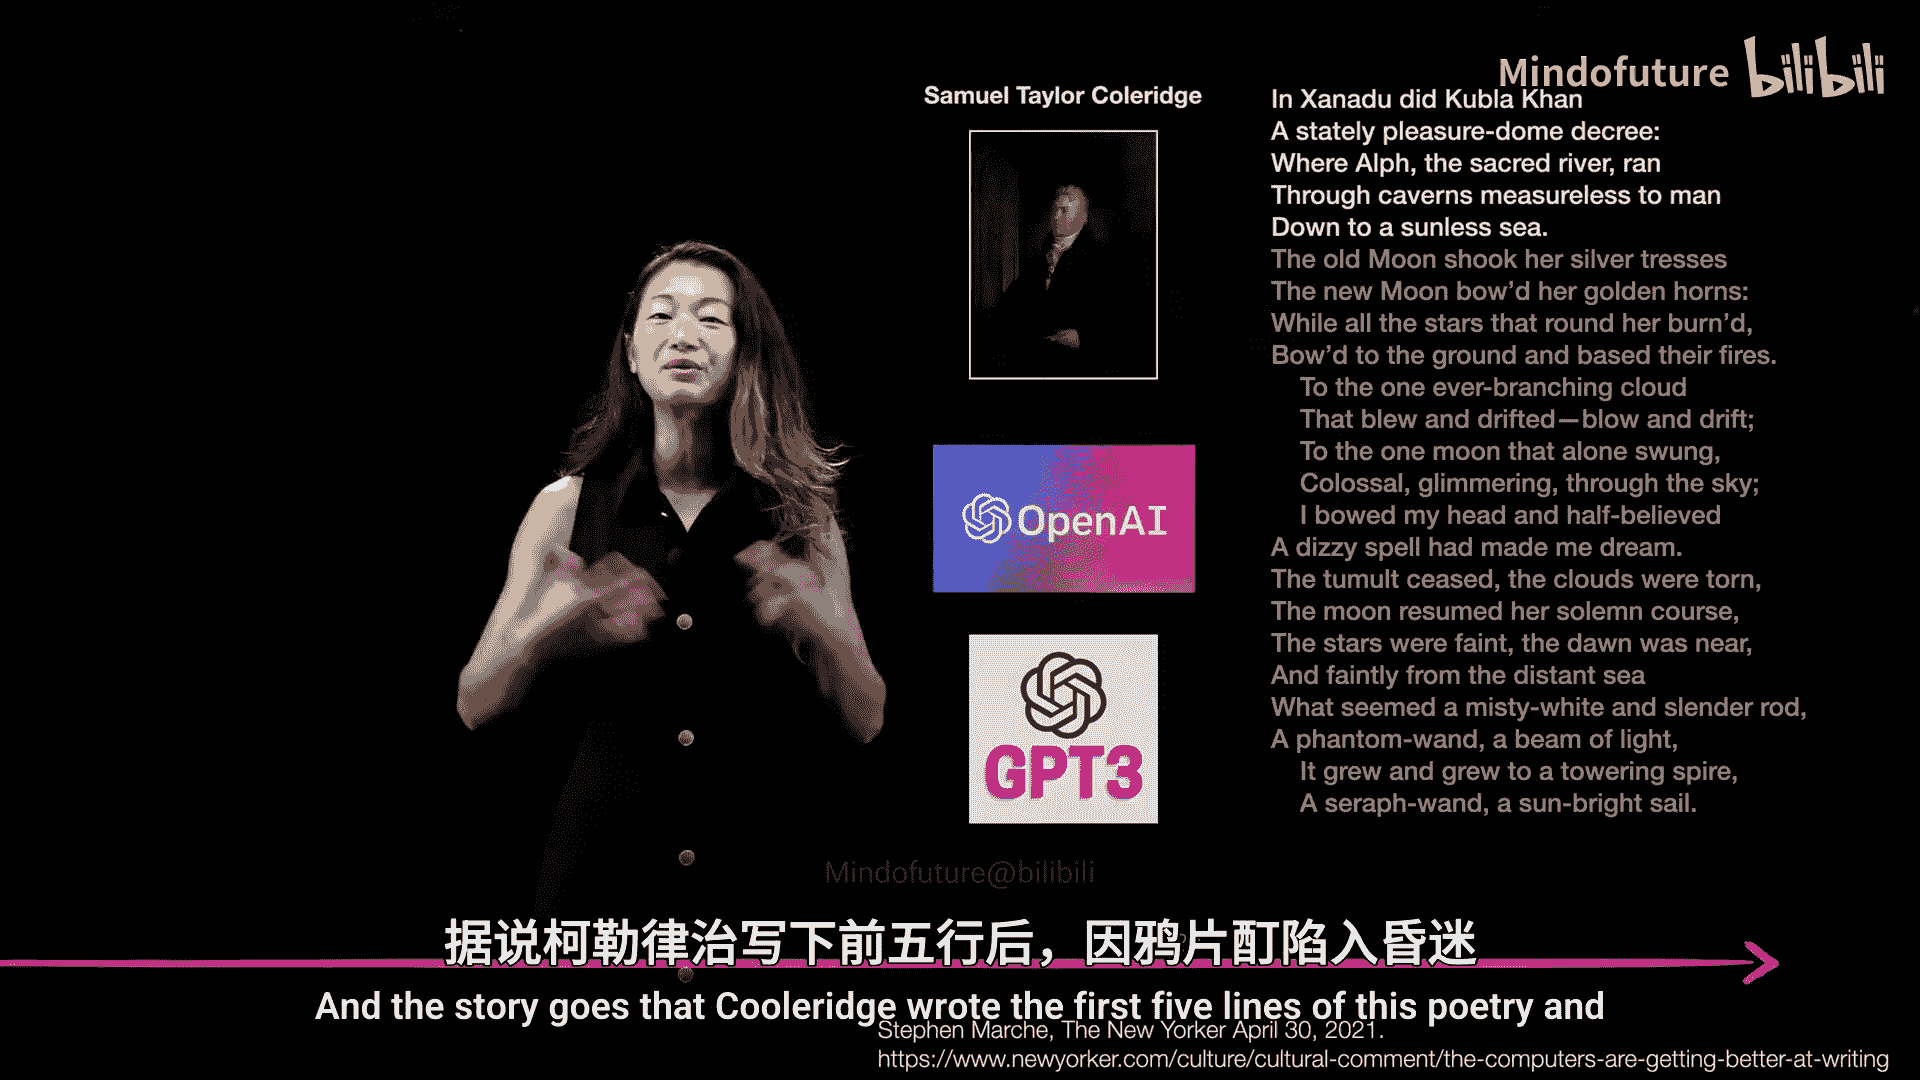 Mindofuture bilibili
Samuel Taylor Coleridge
In Xanadu did Kubla Khan
A stately pleasure-dome decree:
Where Alph, the sacred river, ran
Through caverns measureless to man
Down to a sunless sea.
The old Moon shook her silver tresses
The new Moon bow’d her golden horns:
While all the stars that round her burn’d,
Bow’d to the ground and based their fires.
To the one ever-branching cloud
That blew and drifted—blow and drift;
To the one moon that alone swung,
Colossal, glimmering, through the sky;
I bowed my head and half-believed
A dizzy spell had made me dream.
The tumult ceased, the clouds were torn,
The moon resumed her solemn course,
The stars were faint, the dawn was near,
And faintly from the distant sea
What seemed a misty-white and slender rod,
A phantom-wand, a beam of light,
It grew and grew to a towering spire,
A seraph-wand, a sun-bright sail.
OpenAI
GPT3
Mindofuture@bilibili
据说柯勒律治写下前五行后，因鸦片酊陷入昏迷
And the story goes that Cooleridge wrote the first five lines of this poetry and
Stephen Marche, The New Yorker April 30, 2021.
https://www.newyorker.com/culture/cultural-comment/the-computers-are-getting-better-at-writing